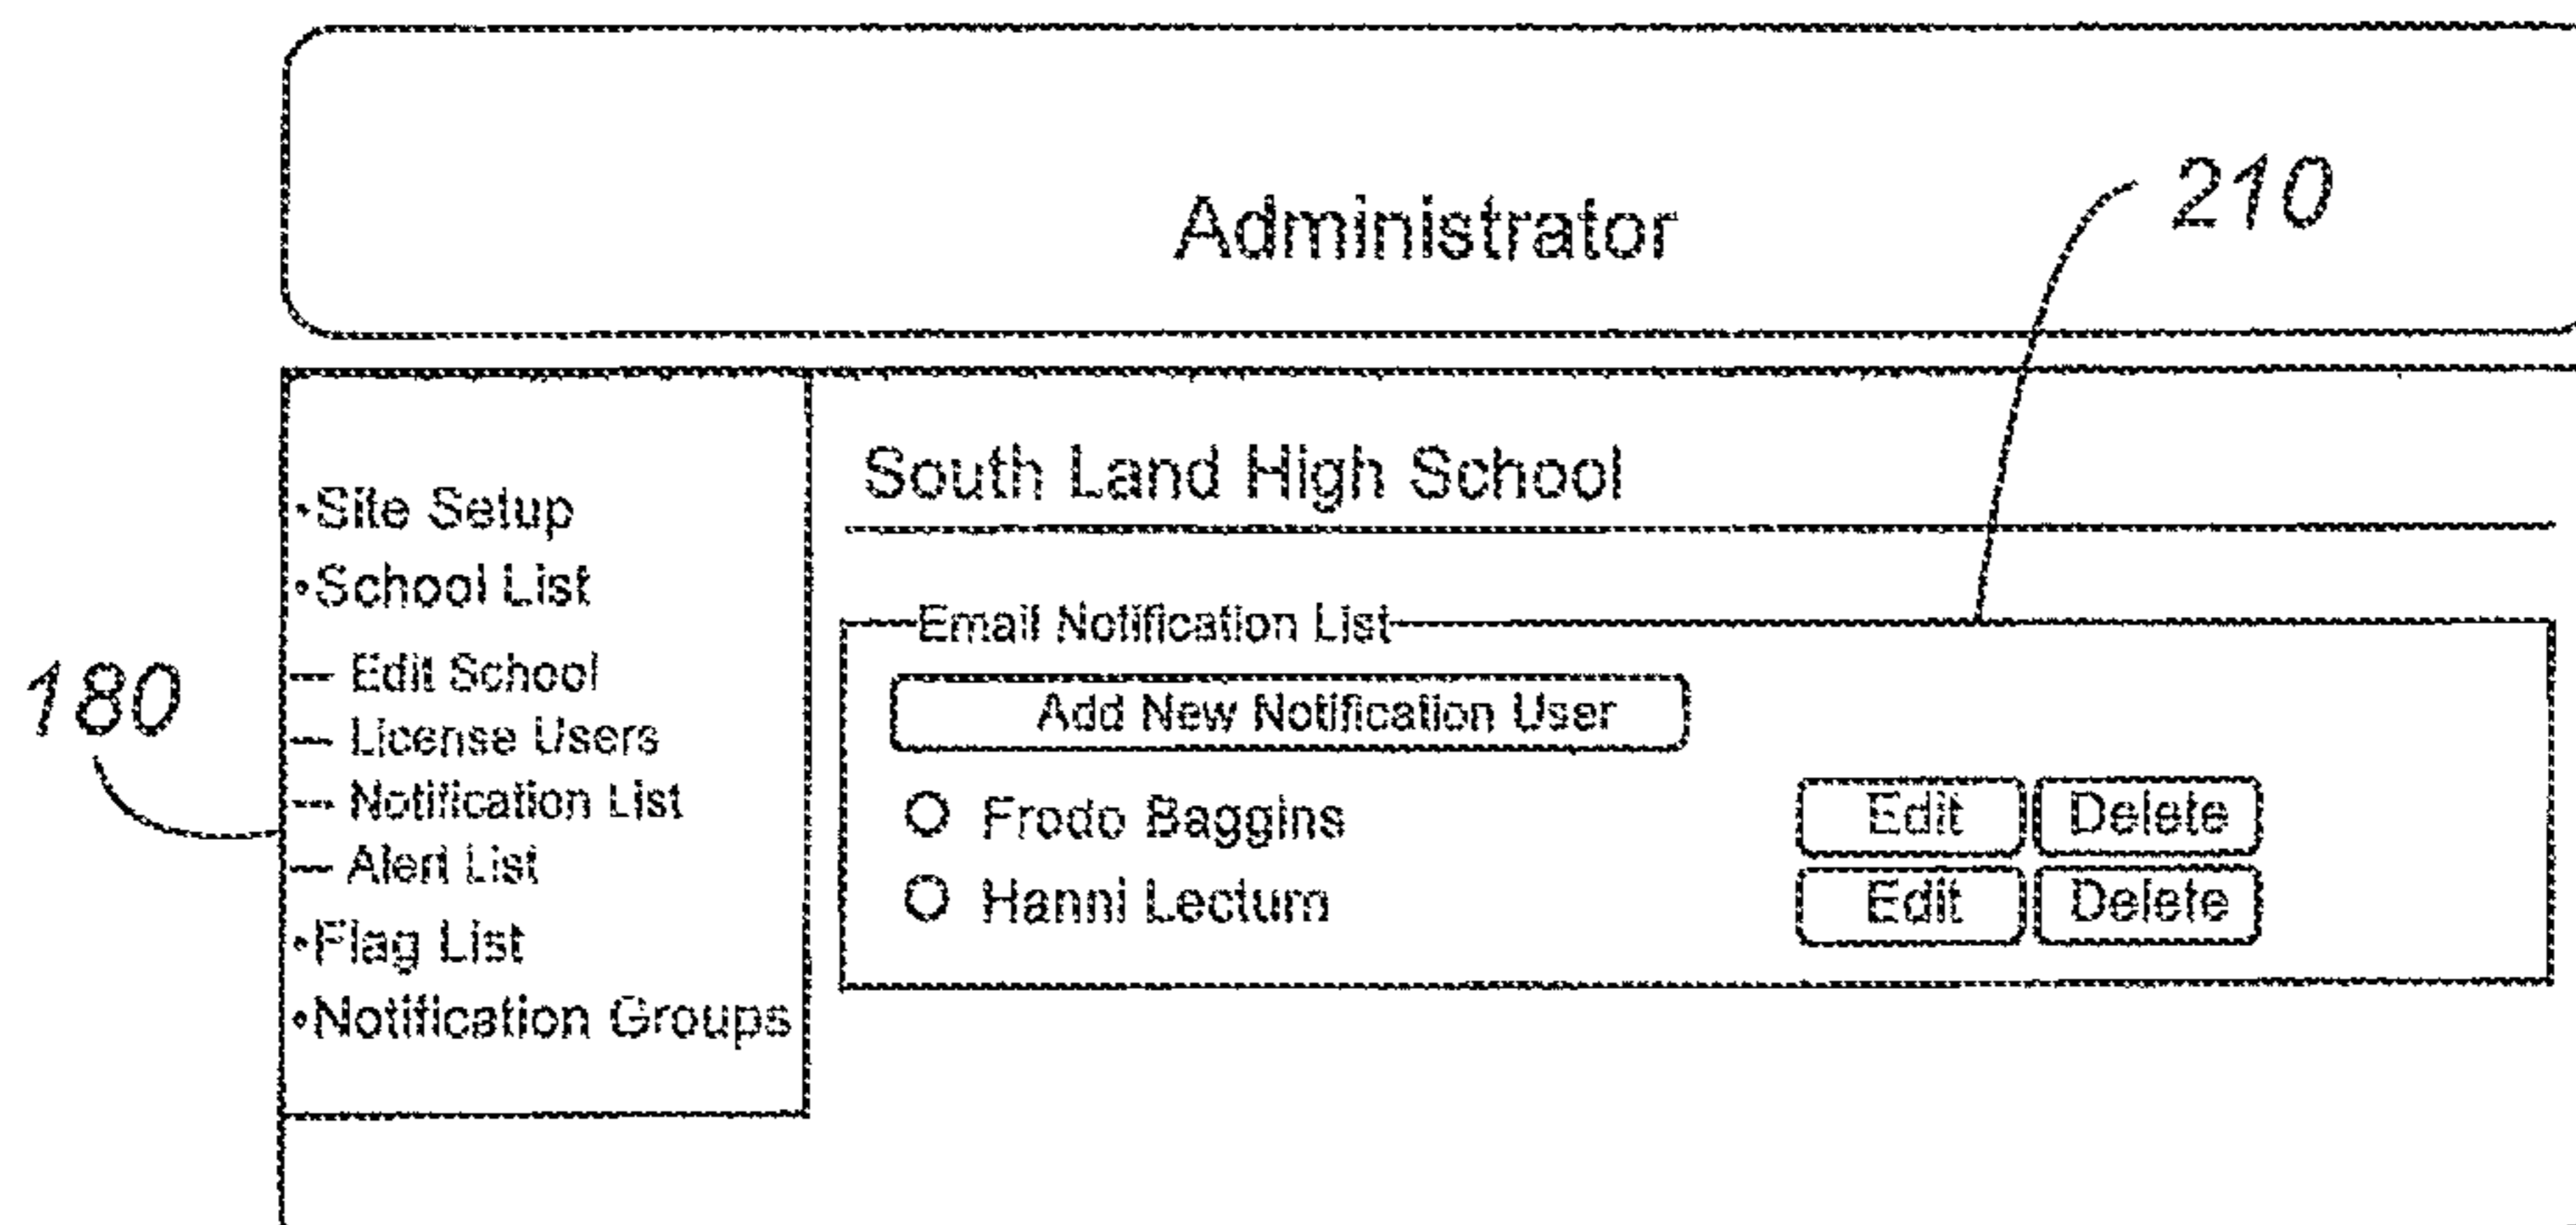 Administrator
210
180
•Site Setup
•School List
— Edit School
— License Users
— Notification List
— Alert List
•Flag List
•Notification Groups
South Land High School
Email Notification List
Add New Notification User
Frodo Baggins Edit Delete
Hanni Lecturn Edit Delete